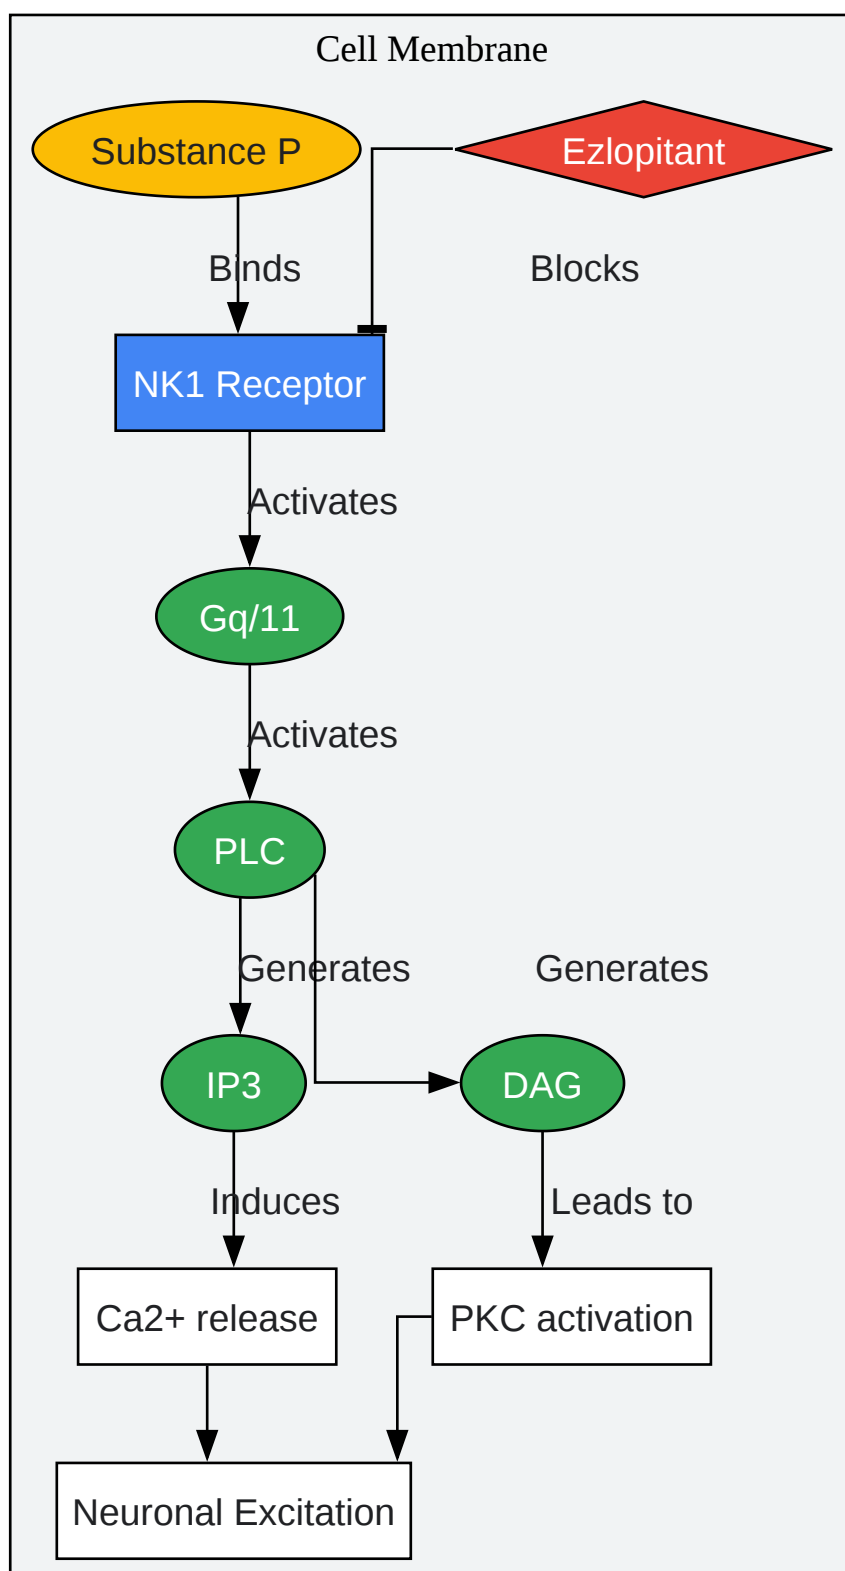 Cell Membrane
Substance P
Ezlopitant
Binds
Blocks
NK1 Receptor
Activates
Gq/11
Activates
PLC
Generates
Generates
IP3
DAG
Induces
Leads to
Ca2+ release
PKC activation
Neuronal Excitation